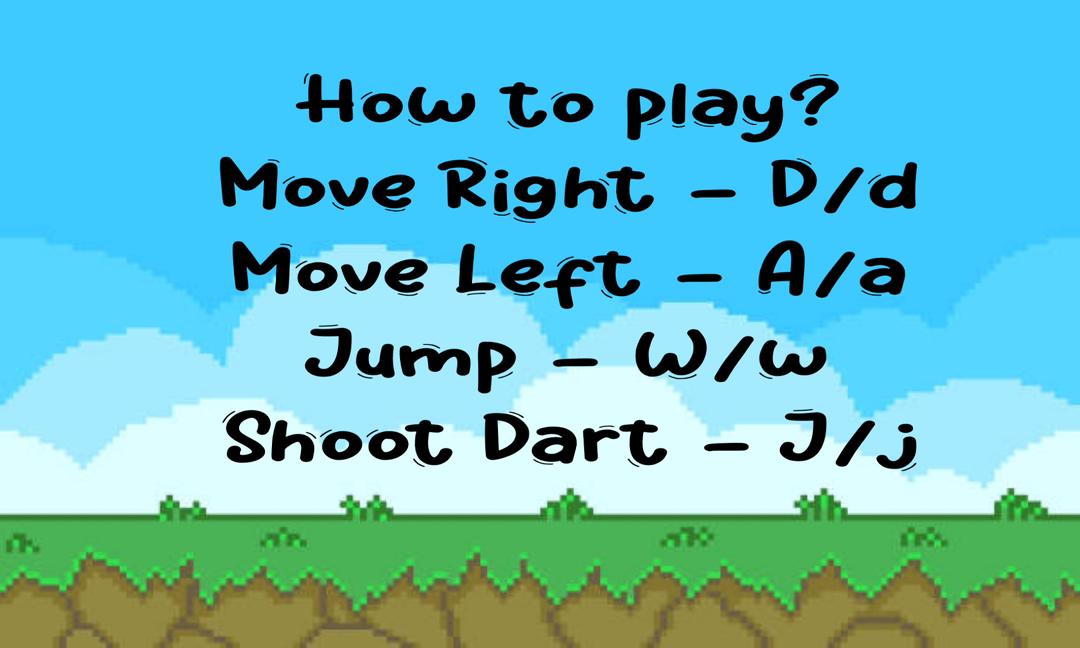 How to play?
Move Right - D/d
Move Left - A/a
Jump - W/w
Shoot Dart - J/j